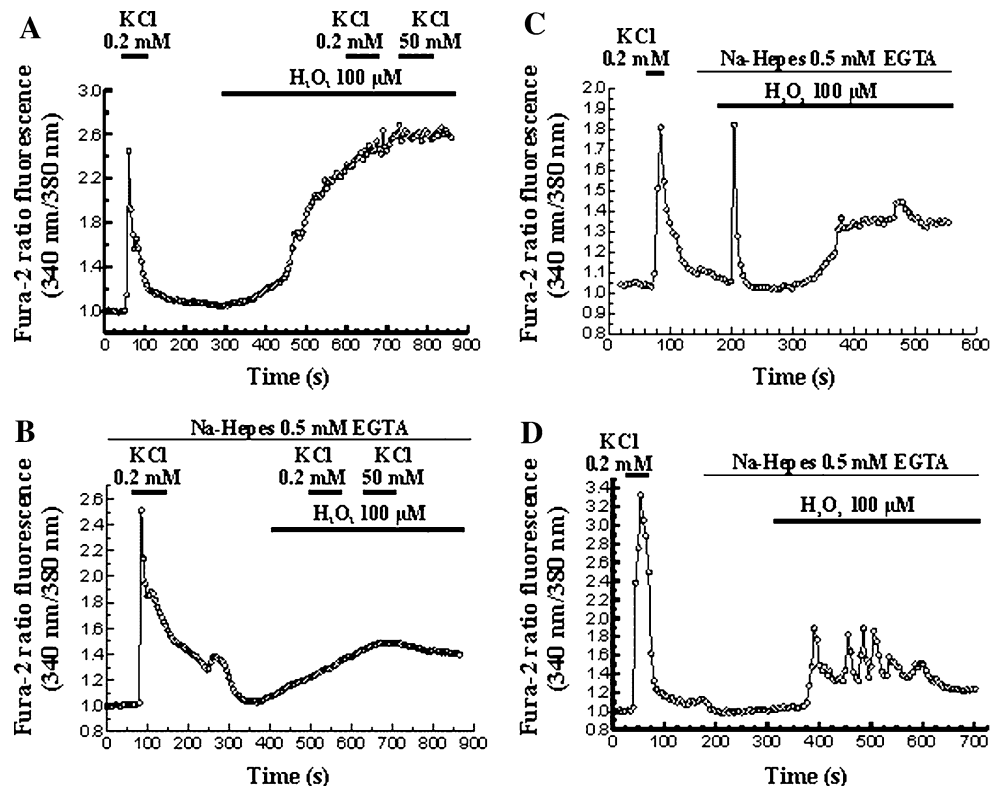 A
KCl
0.2 mM
KCl
0.2 mM
KCl
50 mM
H₂O₂ 100 µM
Fura-2 ratio fluorescence
(340 nm/380 nm)
3.0
2.6
2.2
1.8
1.4
1.0
0 100 200 300 400 500 600 700 800 900
Time (s)
B
Na-Hepes 0.5 mM EGTA
KCl
0.2 mM
KCl
0.2 mM
KCl
50 mM
H₂O₂ 100 µM
Fura-2 ratio fluorescence
(340 nm/380 nm)
2.6
2.4
2.2
2.0
1.8
1.6
1.4
1.2
1.0
0.8
0 100 200 300 400 500 600 700 800 900
Time (s)
C
KCl
0.2 mM
Na-Hepes 0.5 mM EGTA
H₂O₂ 100 µM
Fura-2 ratio fluorescence
(340 nm/380 nm)
2.0
1.9
1.8
1.7
1.6
1.5
1.4
1.3
1.2
1.1
1.0
0.9
0.8
0 100 200 300 400 500 600
Time (s)
D
KCl
0.2 mM
Na-Hepes 0.5 mM EGTA
H₂O₂ 100 µM
Fura-2 ratio fluorescence
(340 nm/380 nm)
3.4
3.2
3.0
2.8
2.6
2.4
2.2
2.0
1.8
1.6
1.4
1.2
1.0
0.8
0 100 200 300 400 500 600 700
Time (s)